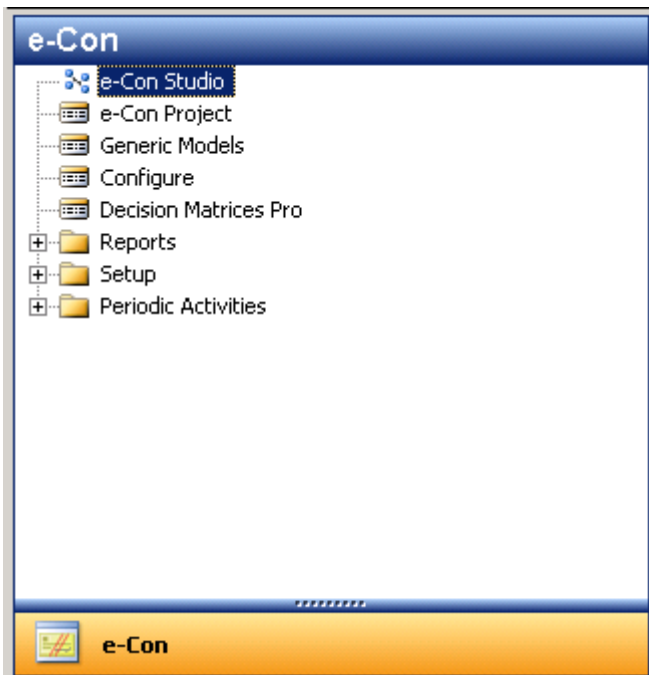 e-Con
e-Con Studio
e-Con Project
Generic Models
Configure
Decision Matrices Pro
Reports
Setup
Periodic Activities
e-Con